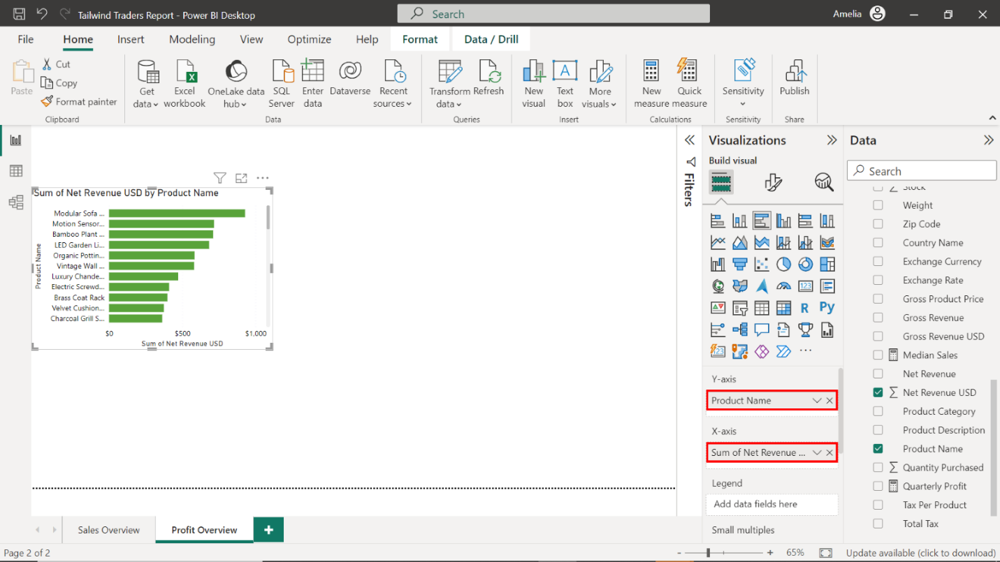 Tailwind Traders Report - Power BI Desktop
Search
Amelia
File
Home
Insert
Modeling
View
Optimize
Help
Format
Data / Drill
Paste
Cut
Copy
Format painter
Clipboard
Get
data
Excel
workbook
OneLake data
hub
SQL
Server
Enter
data
Dataverse
Recent
sources
Data
Transform
data
Refresh
Queries
New
visual
A
Text
box
More
visuals
Insert
New
measure
Quick
measure
Calculations
Sensitivity
Sensitivity
Publish
Share
Sum of Net Revenue USD by Product Name
Product Name
Modular Sofa ...
Motion Sensor...
Bamboo Plant ...
LED Garden Li...
Organic Pottin...
Vintage Wall ...
Luxury Chande...
Electric Screwd...
Brass Coat Rack
Velvet Cushion...
Charcoal Grill S...
$0
$500
$1,000
Sum of Net Revenue USD
Filters
Visualizations
Build visual
123
R
Py
123
...
Y-axis
Product Name
X-axis
Sum of Net Revenue ...
Legend
Add data fields here
Small multiples
Data
Search
Stock
Weight
Zip Code
Country Name
Exchange Currency
Exchange Rate
Gross Product Price
Gross Revenue
Gross Revenue USD
Median Sales
Net Revenue
Net Revenue USD
Product Category
Product Description
Product Name
Quantity Purchased
Quarterly Profit
Tax Per Product
Total Tax
Sales Overview
Profit Overview
Page 2 of 2
- + 65%
Update available (click to download)